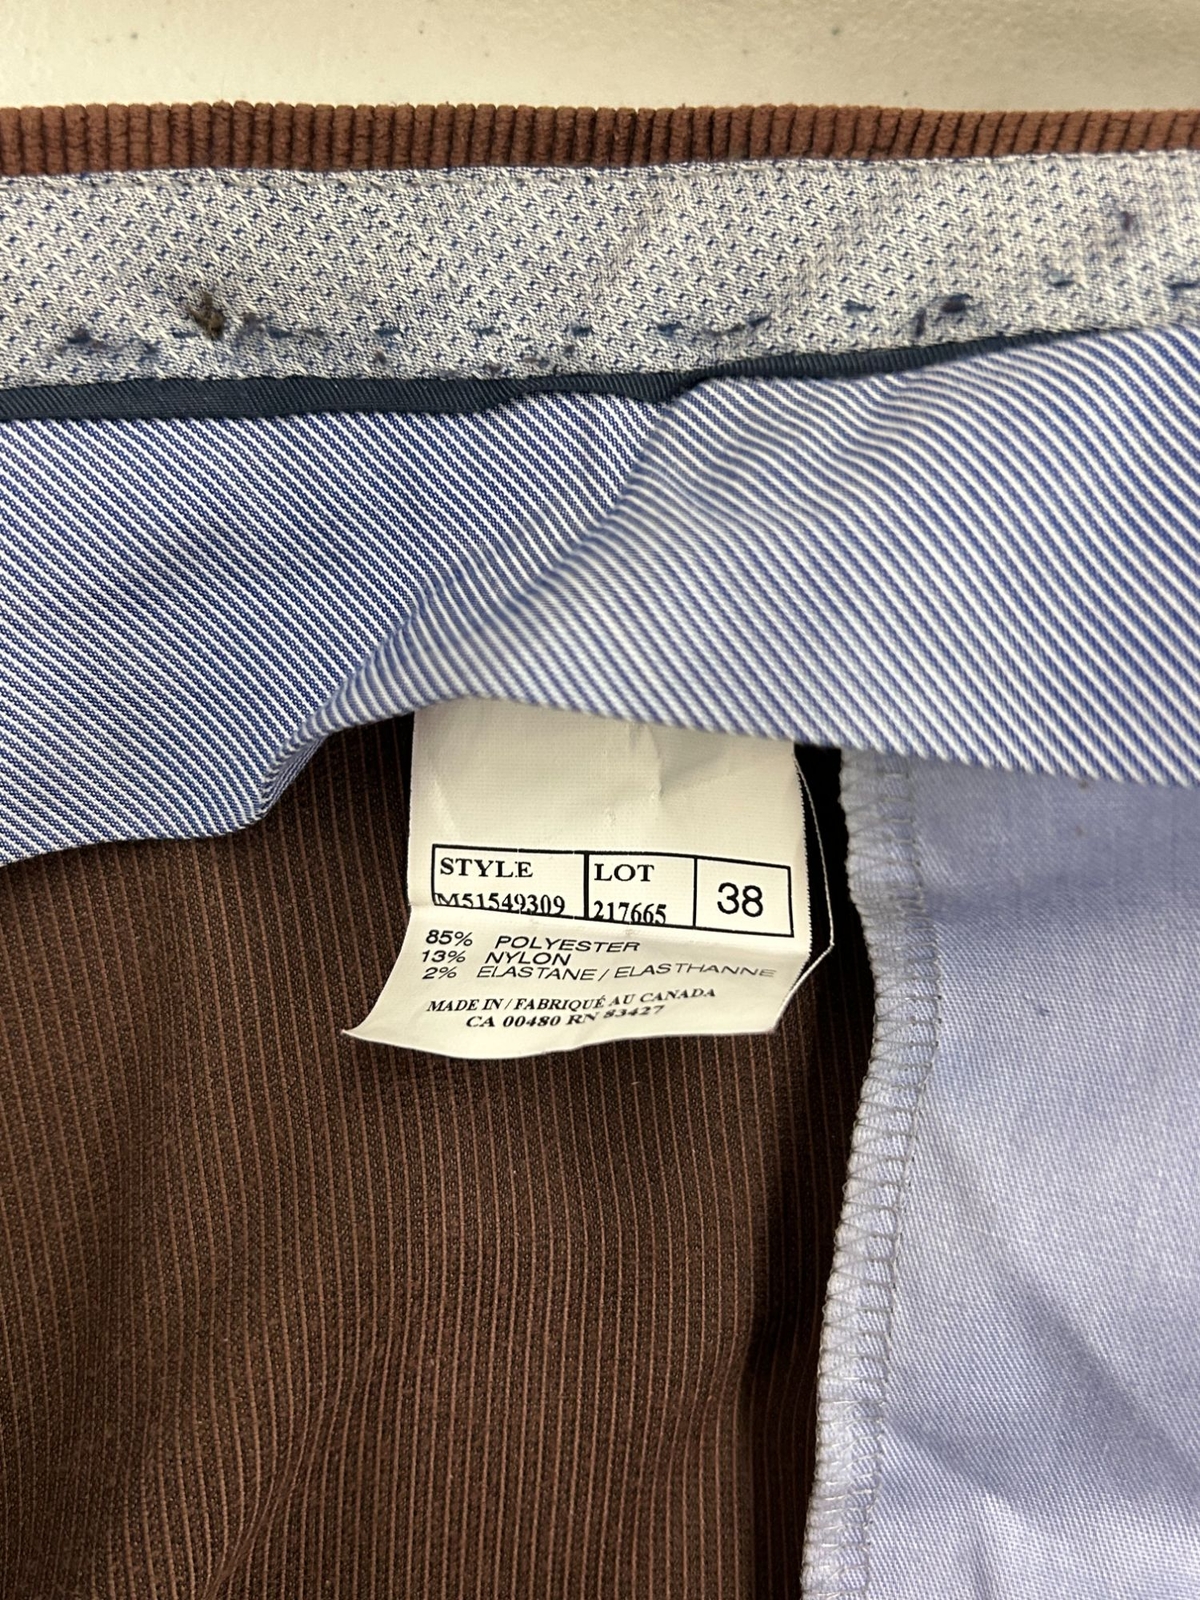 STYLE LOT 38
M51549309 217665
85% POLYESTER
13% NYLON
2% ELASTANE / ELASTHANNE
MADE IN / FABRIQUÉ AU CANADA
CA 00480 RN 83427